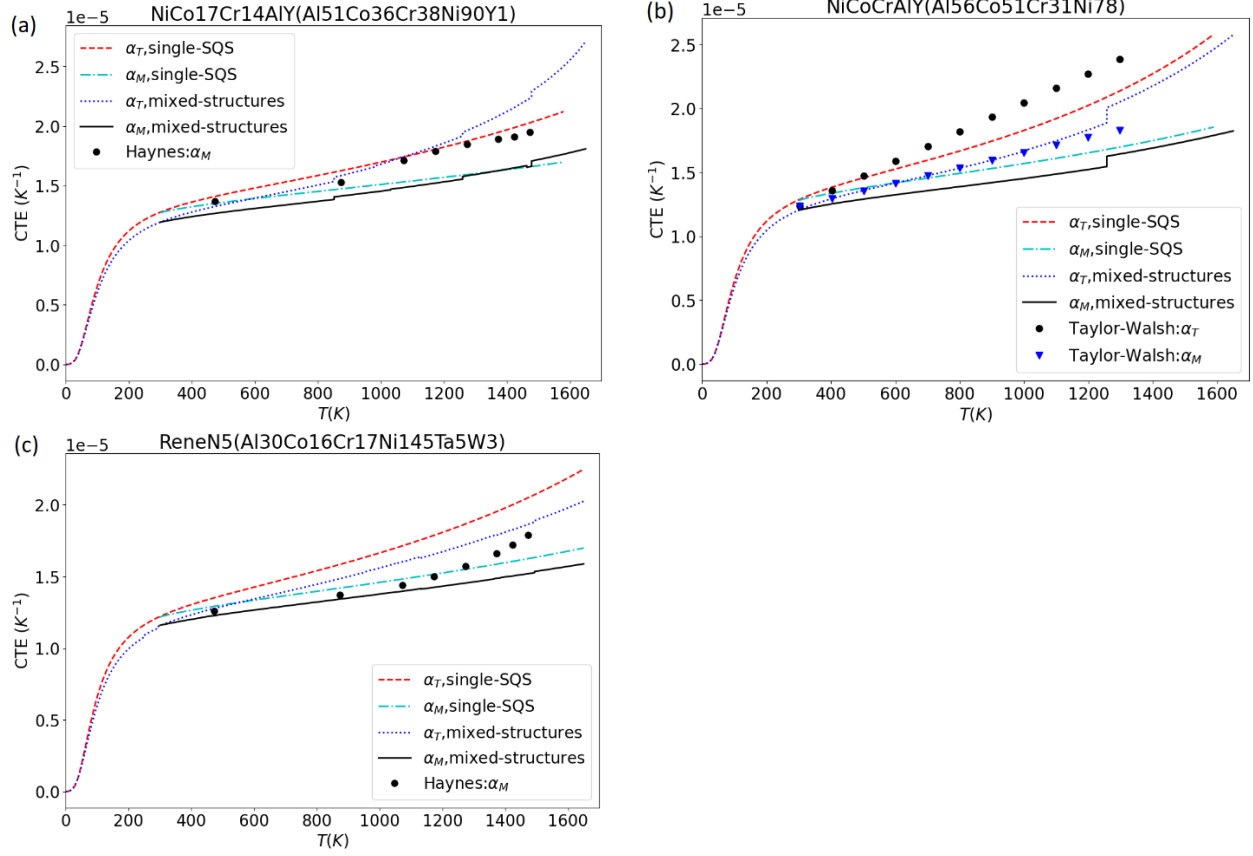 (a)
NiCo17Cr14AlY(Al51Co36Cr38Ni90Y1)
1e−5
CTE (K⁻¹)
2.5
2.0
1.5
1.0
0.5
0.0
α_T,single-SQS
α_M,single-SQS
α_T,mixed-structures
α_M,mixed-structures
Haynes:α_M
0 200 400 600 800 1000 1200 1400 1600
T(K)
(b)
NiCoCrAlY(Al56Co51Cr31Ni78)
1e−5
CTE (K⁻¹)
2.5
2.0
1.5
1.0
0.5
0.0
α_T,single-SQS
α_M,single-SQS
α_T,mixed-structures
α_M,mixed-structures
Taylor-Walsh:α_T
Taylor-Walsh:α_M
0 200 400 600 800 1000 1200 1400 1600
T(K)
(c)
ReneN5(Al30Co16Cr17Ni145Ta5W3)
1e−5
CTE (K⁻¹)
2.0
1.5
1.0
0.5
0.0
α_T,single-SQS
α_M,single-SQS
α_T,mixed-structures
α_M,mixed-structures
Haynes:α_M
0 200 400 600 800 1000 1200 1400 1600
T(K)